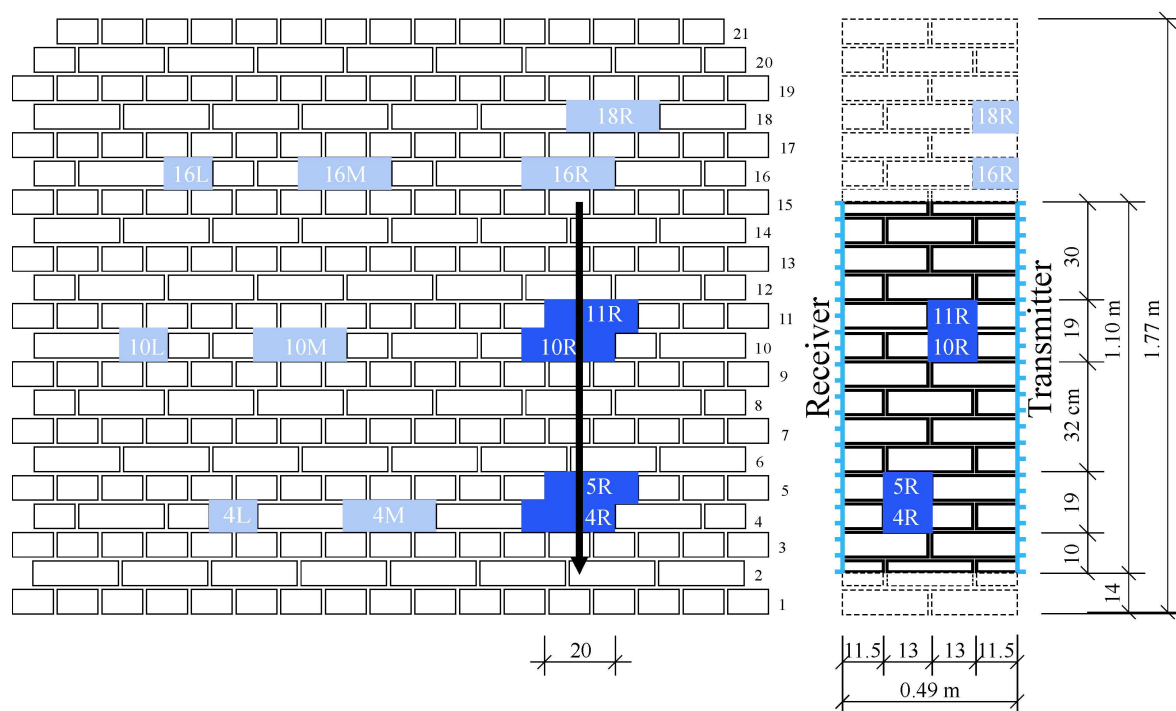 21
20
19
18R 18
17
16L 16M 16R 16
15
14
13
12
11R 11
10L 10M 10R 10
9
8
7
6
5R 5
4L 4M 4R 4
3
2
1
20
18R
16R
Receiver
11R
10R
5R
4R
Transmitter
30
19
32 cm
19
10
1.10 m
14
1.77 m
11.5 13 13 11.5
0.49 m